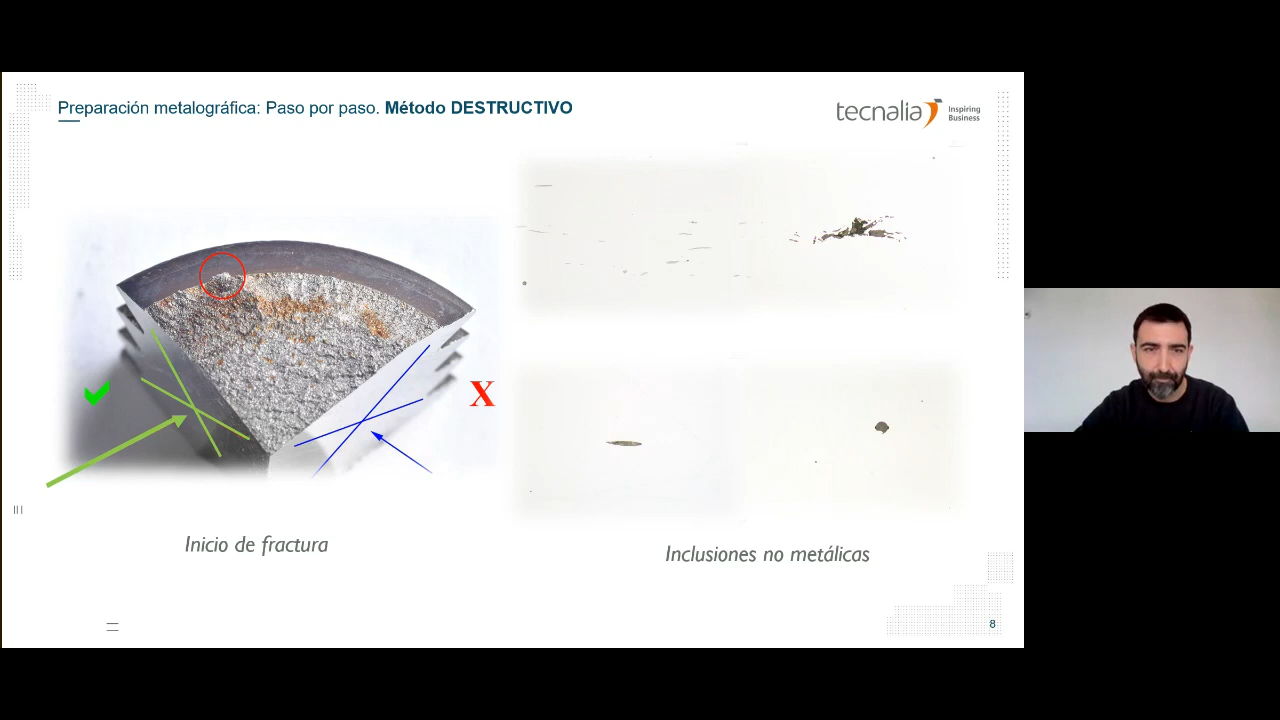 Preparación metalográfica: Paso por paso. Método DESTRUCTIVO
tecnalia
Inspiring
Business
X
Inicio de fractura
Inclusiones no metálicas
8